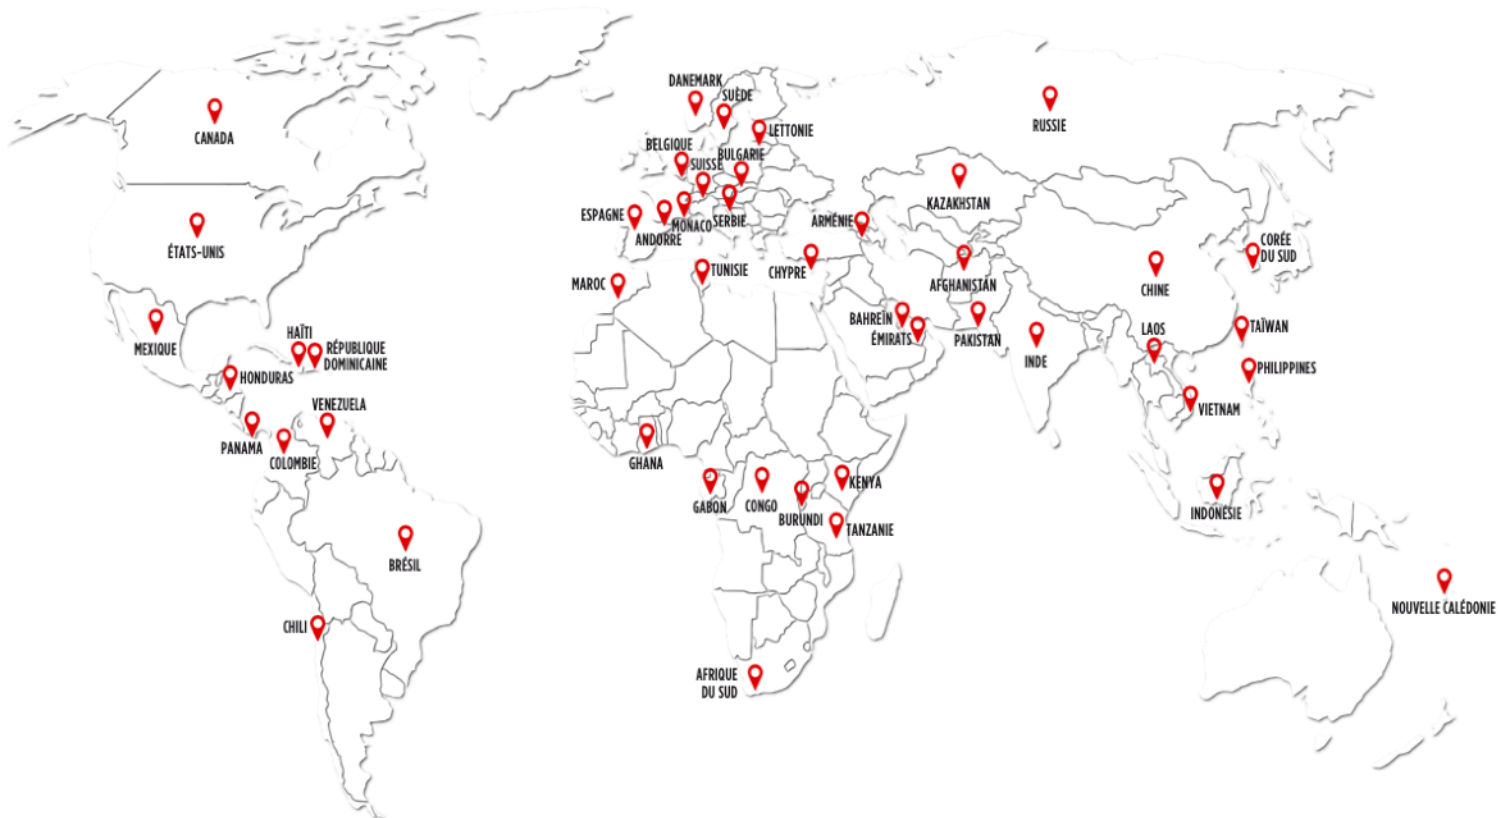 DANEMARK
SUÈDE
CANADA
RUSSIE
LETTONIE
BELGIQUE
BULGARIE
SUISSE
KAZAKHSTAN
ESPAGNE
MONACO
SERBIE
ARMÉNIE
ANDORRE
ÉTATS-UNIS
CORÉE
DU SUD
TUNISIE
CHYPRE
MAROC
AFGHANISTAN
CHINE
BAHREÏN
ÉMIRATS
PAKISTAN
TAÏWAN
LAOS
HAÏTI
MEXIQUE
RÉPUBLIQUE
DOMINICAINE
INDE
PHILIPPINES
HONDURAS
VENEZUELA
VIETNAM
PANAMA
COLOMBIE
GHANA
KENYA
GABON
CONGO
BURUNDI
TANZANIE
INDONÉSIE
BRÉSIL
NOUVELLE CALÉDONIE
CHILI
AFRIQUE
DU SUD